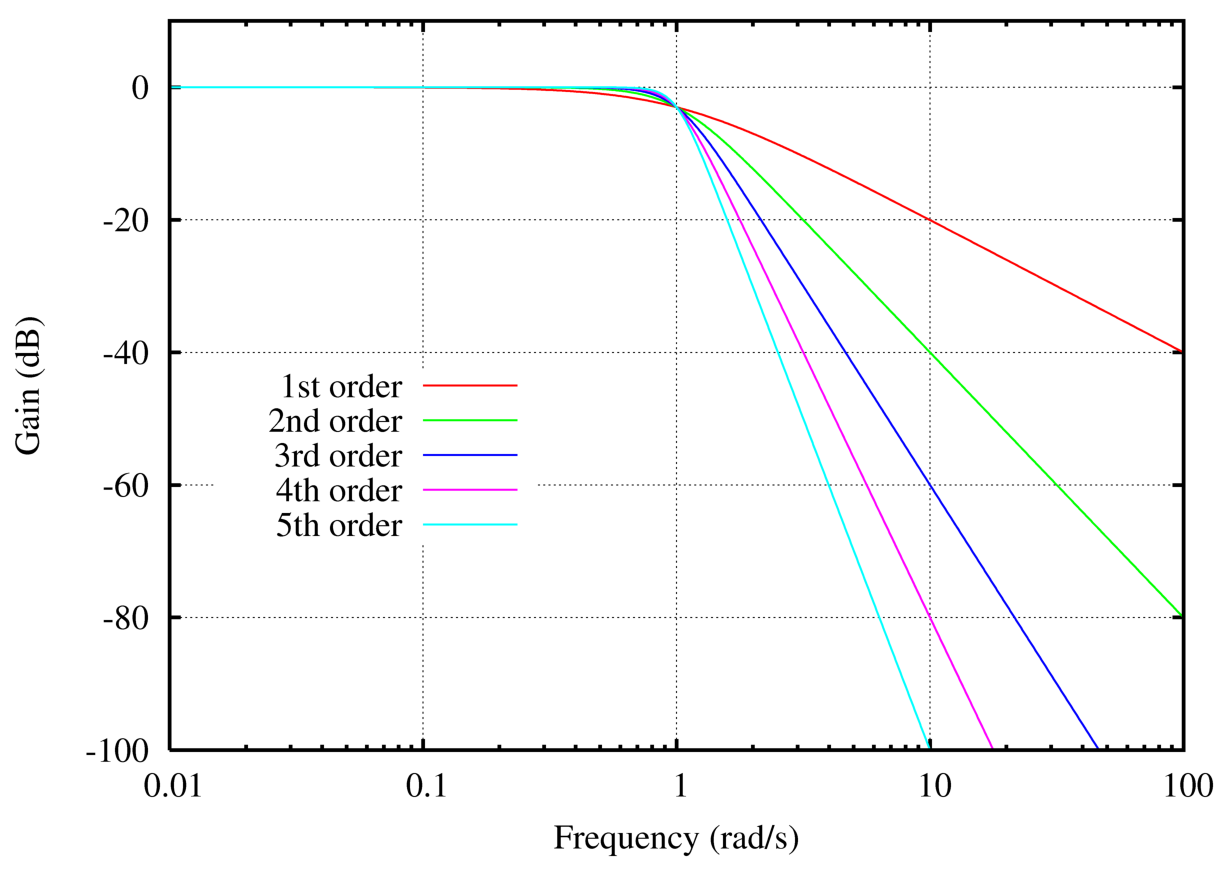 0
-20
-40
-60
-80
-100
Gain (dB)
1st order
2nd order
3rd order
4th order
5th order
0.01 0.1 1 10 100
Frequency (rad/s)